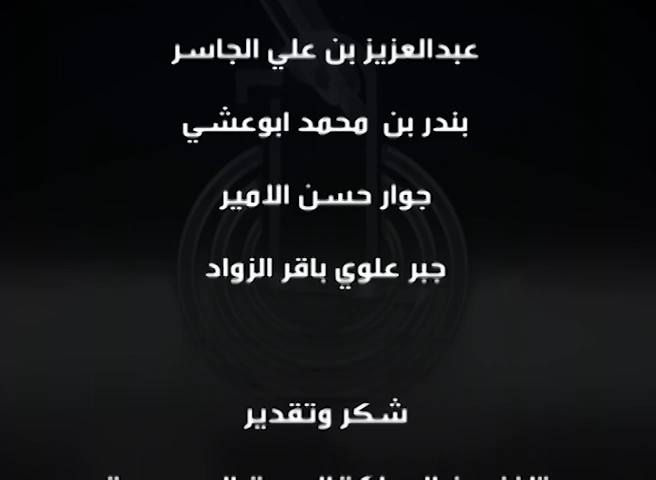 عبدالعزيز بن علي الجاسر
بندر بن محمد ابوعشي
جوار حسن الامير
جبر علوي باقر الزواد
شكر وتقدير